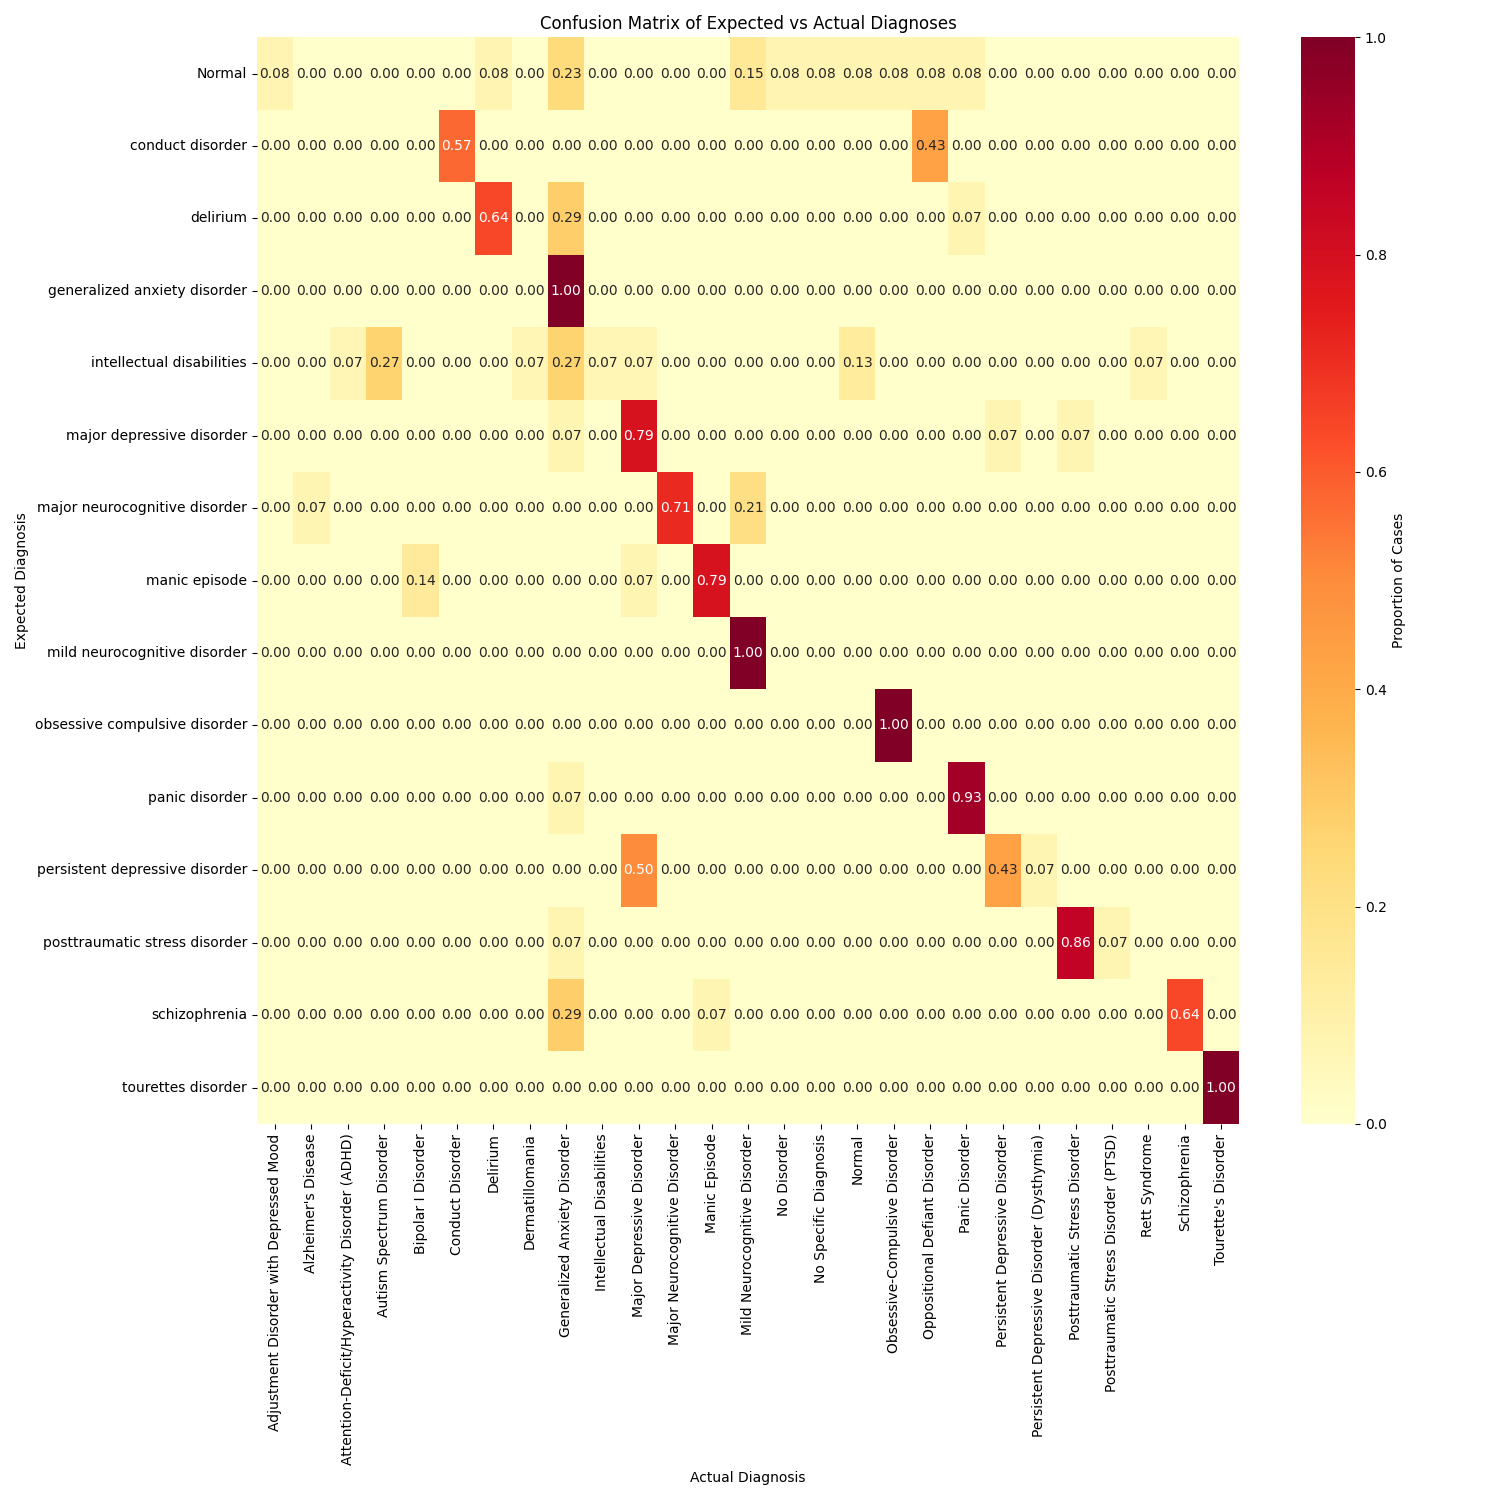 Confusion Matrix of Expected vs Actual Diagnoses
Normal 0.08 0.00 0.00 0.00 0.00 0.00 0.08 0.00 0.23 0.00 0.00 0.00 0.00 0.15 0.08 0.08 0.08 0.08 0.08 0.08 0.00 0.00 0.00 0.00 0.00 0.00 0.00
conduct disorder 0.00 0.00 0.00 0.00 0.00 0.57 0.00 0.00 0.00 0.00 0.00 0.00 0.00 0.00 0.00 0.00 0.00 0.00 0.43 0.00 0.00 0.00 0.00 0.00 0.00 0.00 0.00
delirium 0.00 0.00 0.00 0.00 0.00 0.00 0.64 0.00 0.29 0.00 0.00 0.00 0.00 0.00 0.00 0.00 0.00 0.00 0.00 0.07 0.00 0.00 0.00 0.00 0.00 0.00 0.00
generalized anxiety disorder 0.00 0.00 0.00 0.00 0.00 0.00 0.00 0.00 1.00 0.00 0.00 0.00 0.00 0.00 0.00 0.00 0.00 0.00 0.00 0.00 0.00 0.00 0.00 0.00 0.00 0.00 0.00
intellectual disabilities 0.00 0.00 0.07 0.27 0.00 0.00 0.00 0.07 0.27 0.07 0.07 0.00 0.00 0.00 0.00 0.00 0.13 0.00 0.00 0.00 0.00 0.00 0.00 0.00 0.07 0.00 0.00
major depressive disorder 0.00 0.00 0.00 0.00 0.00 0.00 0.00 0.00 0.07 0.00 0.79 0.00 0.00 0.00 0.00 0.00 0.00 0.00 0.00 0.00 0.07 0.00 0.07 0.00 0.00 0.00 0.00
major neurocognitive disorder 0.00 0.07 0.00 0.00 0.00 0.00 0.00 0.00 0.00 0.00 0.00 0.71 0.00 0.21 0.00 0.00 0.00 0.00 0.00 0.00 0.00 0.00 0.00 0.00 0.00 0.00 0.00
manic episode 0.00 0.00 0.00 0.00 0.14 0.00 0.00 0.00 0.00 0.00 0.07 0.00 0.79 0.00 0.00 0.00 0.00 0.00 0.00 0.00 0.00 0.00 0.00 0.00 0.00 0.00 0.00
mild neurocognitive disorder 0.00 0.00 0.00 0.00 0.00 0.00 0.00 0.00 0.00 0.00 0.00 0.00 0.00 1.00 0.00 0.00 0.00 0.00 0.00 0.00 0.00 0.00 0.00 0.00 0.00 0.00 0.00
obsessive compulsive disorder 0.00 0.00 0.00 0.00 0.00 0.00 0.00 0.00 0.00 0.00 0.00 0.00 0.00 0.00 0.00 0.00 0.00 1.00 0.00 0.00 0.00 0.00 0.00 0.00 0.00 0.00 0.00
panic disorder 0.00 0.00 0.00 0.00 0.00 0.00 0.00 0.00 0.07 0.00 0.00 0.00 0.00 0.00 0.00 0.00 0.00 0.00 0.00 0.93 0.00 0.00 0.00 0.00 0.00 0.00 0.00
persistent depressive disorder 0.00 0.00 0.00 0.00 0.00 0.00 0.00 0.00 0.00 0.00 0.50 0.00 0.00 0.00 0.00 0.00 0.00 0.00 0.00 0.00 0.43 0.07 0.00 0.00 0.00 0.00 0.00
posttraumatic stress disorder 0.00 0.00 0.00 0.00 0.00 0.00 0.00 0.00 0.07 0.00 0.00 0.00 0.00 0.00 0.00 0.00 0.00 0.00 0.00 0.00 0.00 0.00 0.86 0.07 0.00 0.00 0.00
schizophrenia 0.00 0.00 0.00 0.00 0.00 0.00 0.00 0.00 0.29 0.00 0.00 0.00 0.07 0.00 0.00 0.00 0.00 0.00 0.00 0.00 0.00 0.00 0.00 0.00 0.00 0.64 0.00
tourettes disorder 0.00 0.00 0.00 0.00 0.00 0.00 0.00 0.00 0.00 0.00 0.00 0.00 0.00 0.00 0.00 0.00 0.00 0.00 0.00 0.00 0.00 0.00 0.00 0.00 0.00 0.00 1.00
Expected Diagnosis
Adjustment Disorder with Depressed Mood
Alzheimer's Disease
Attention-Deficit/Hyperactivity Disorder (ADHD)
Autism Spectrum Disorder
Bipolar I Disorder
Conduct Disorder
Delirium
Dermatillomania
Generalized Anxiety Disorder
Intellectual Disabilities
Major Depressive Disorder
Major Neurocognitive Disorder
Manic Episode
Mild Neurocognitive Disorder
No Disorder
No Specific Diagnosis
Normal
Obsessive-Compulsive Disorder
Oppositional Defiant Disorder
Panic Disorder
Persistent Depressive Disorder
Persistent Depressive Disorder (Dysthymia)
Posttraumatic Stress Disorder
Posttraumatic Stress Disorder (PTSD)
Rett Syndrome
Schizophrenia
Tourette's Disorder
Actual Diagnosis
1.0
0.8
0.6
0.4
0.2
0.0
Proportion of Cases